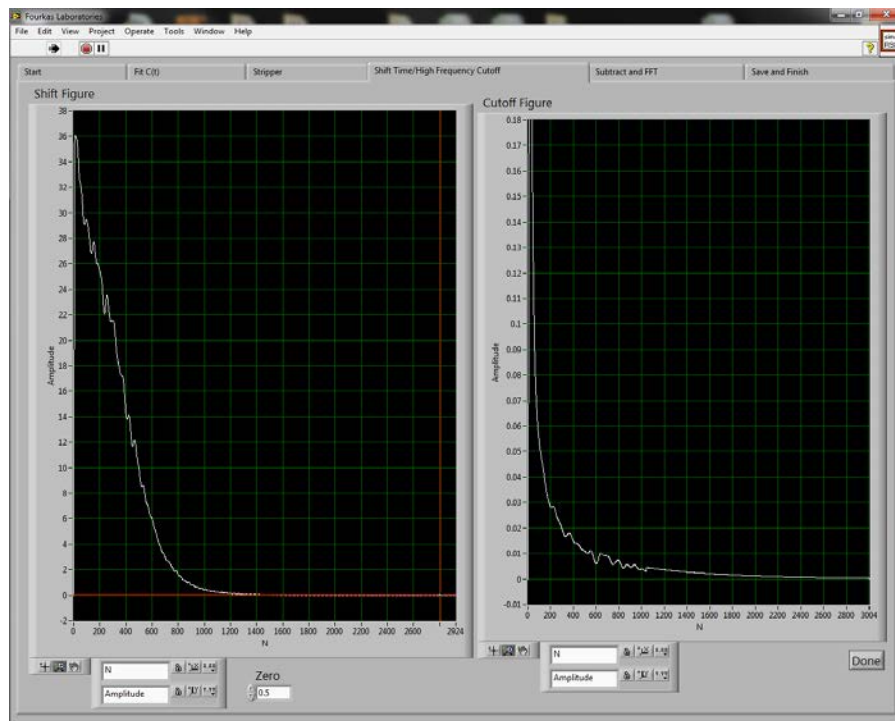 Fourkas Laboratories
File Edit View Project Operate Tools Window Help
Start Fit C(t) Stripper Shift Time/High Frequency Cutoff Subtract and FFT Save and Finish
Shift Figure
38
36
34
32
30
28
26
24
22
20
18
16
14
12
10
8
6
4
2
0
-2
Amplitude
0 200 400 600 800 1000 1200 1400 1600 1800 2000 2200 2400 2600 2924
N
N
Amplitude
Zero
0.5
Cutoff Figure
0.18
0.17
0.16
0.15
0.14
0.13
0.12
0.11
0.1
0.09
0.08
0.07
0.06
0.05
0.04
0.03
0.02
0.01
0
-0.01
Amplitude
0 200 400 600 800 1000 1200 1400 1600 1800 2000 2200 2400 2600 3004
N
N
Amplitude
Done